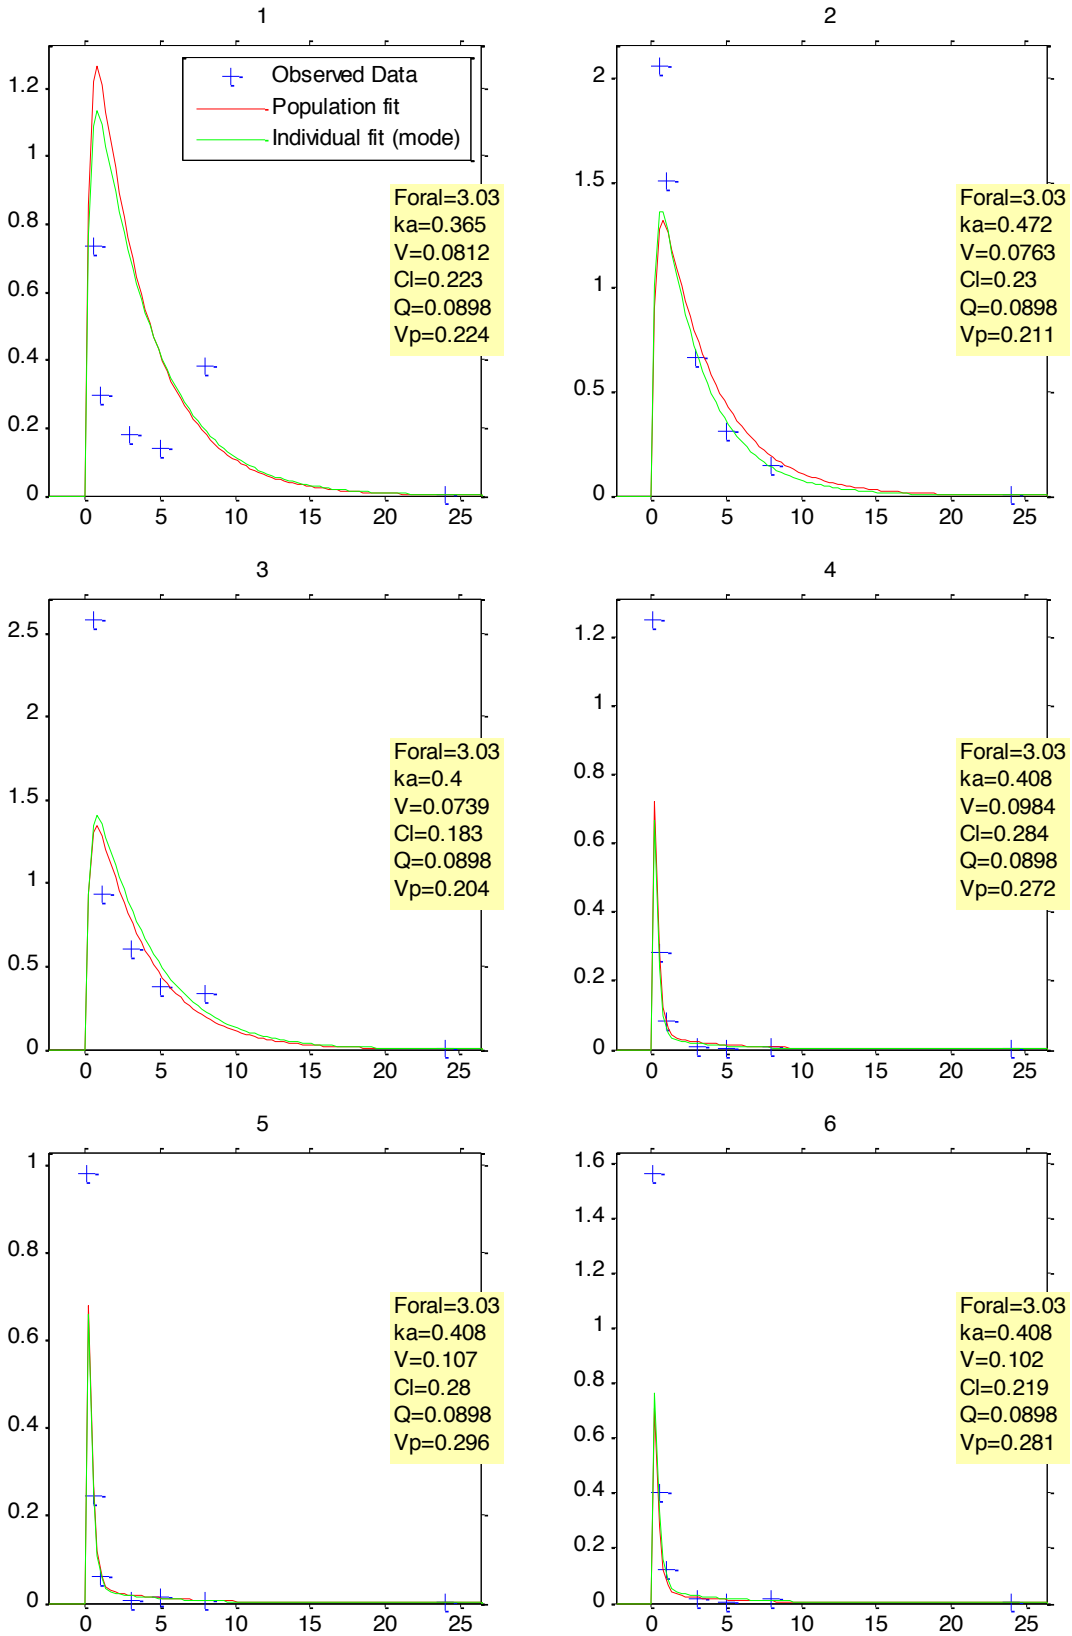 1
1.2
1
0.8
0.6
0.4
0.2
0
0 5 10 15 20 25
Observed Data
Population fit
Individual fit (mode)
Foral=3.03
ka=0.365
V=0.0812
Cl=0.223
Q=0.0898
Vp=0.224
2
2
1.5
1
0.5
0
0 5 10 15 20 25
Foral=3.03
ka=0.472
V=0.0763
Cl=0.23
Q=0.0898
Vp=0.211
3
2.5
2
1.5
1
0.5
0
0 5 10 15 20 25
Foral=3.03
ka=0.4
V=0.0739
Cl=0.183
Q=0.0898
Vp=0.204
4
1.2
1
0.8
0.6
0.4
0.2
0
0 5 10 15 20 25
Foral=3.03
ka=0.408
V=0.0984
Cl=0.284
Q=0.0898
Vp=0.272
5
1
0.8
0.6
0.4
0.2
0
0 5 10 15 20 25
Foral=3.03
ka=0.408
V=0.107
Cl=0.28
Q=0.0898
Vp=0.296
6
1.6
1.4
1.2
1
0.8
0.6
0.4
0.2
0
0 5 10 15 20 25
Foral=3.03
ka=0.408
V=0.102
Cl=0.219
Q=0.0898
Vp=0.281